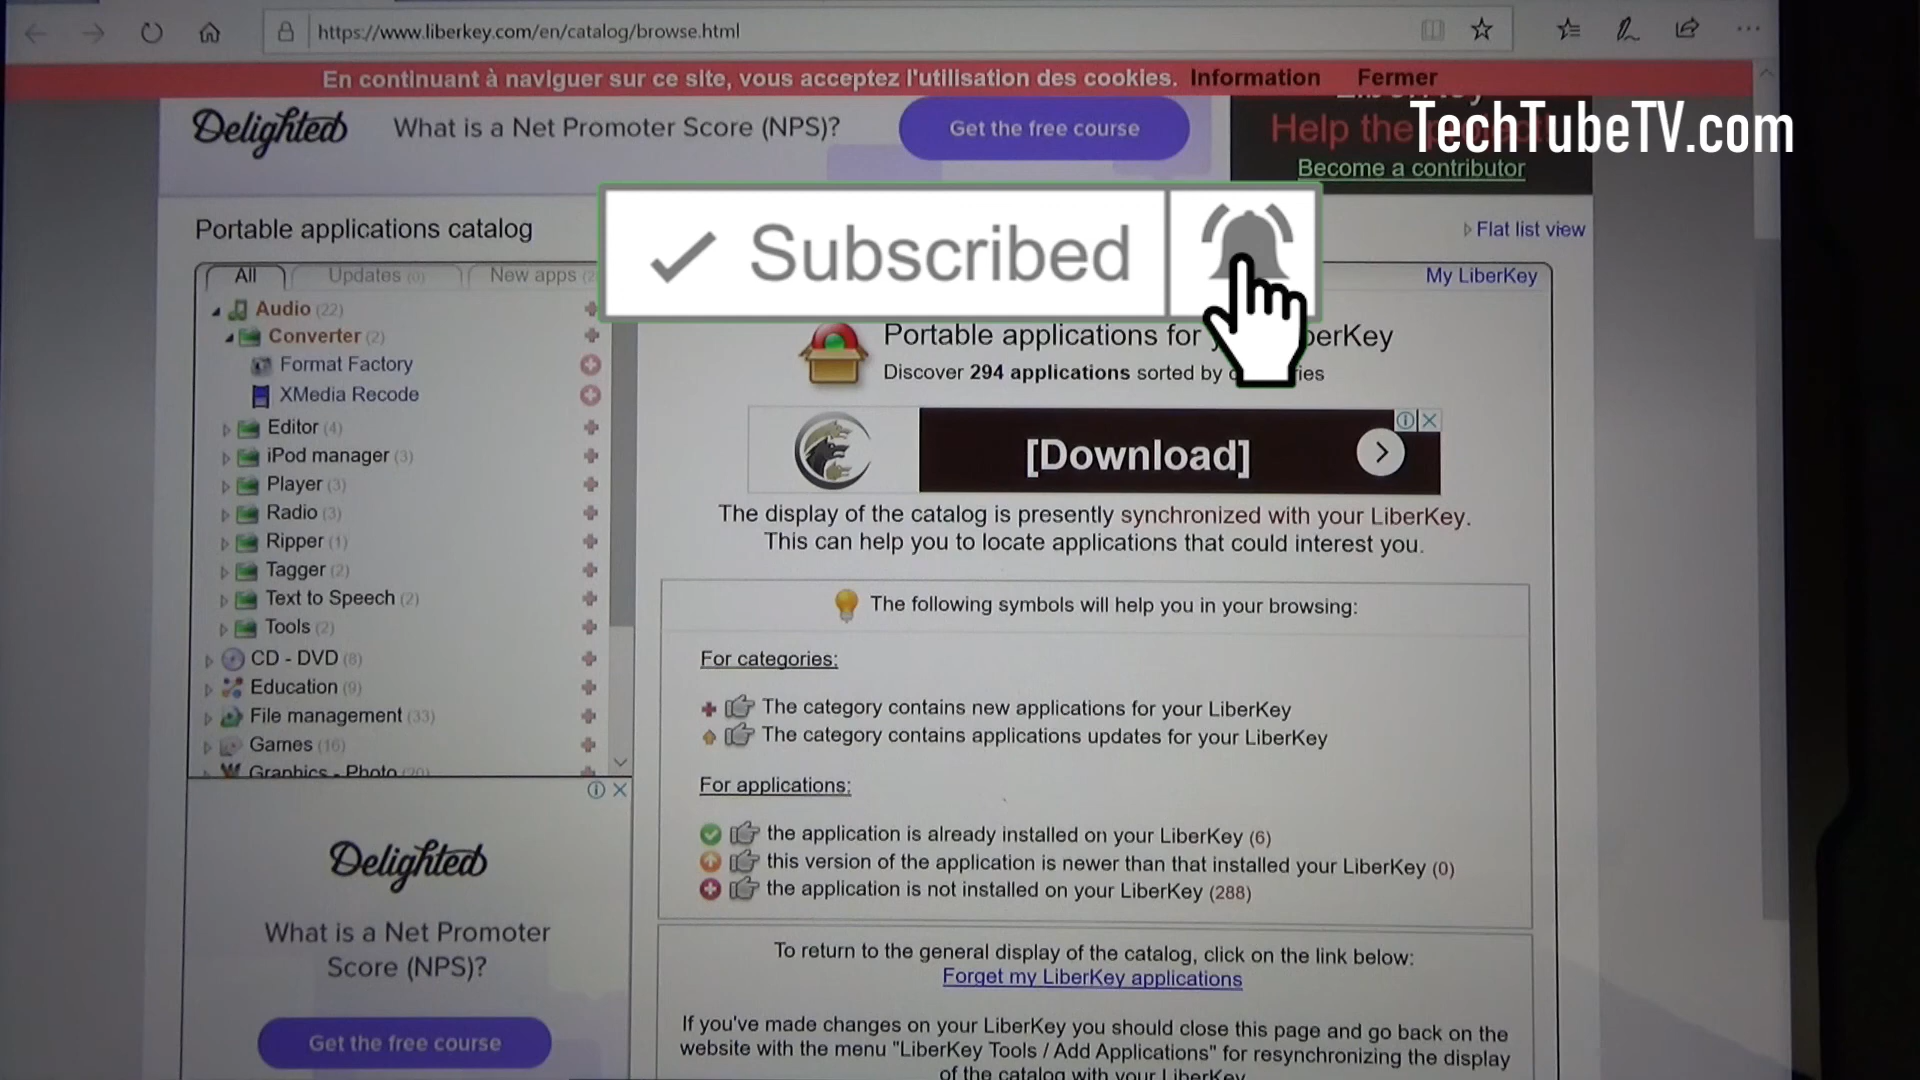 https://www.liberkey.com/en/catalog/browse.html
En continuant à naviguer sur ce site, vous acceptez l'utilisation des cookies. Information Fermer
Delighted What is a Net Promoter Score (NPS)? Get the free course
Help the
TechTubeTV.com
Become a contributor
Portable applications catalog
Subscribed
Flat list view
All Updates (0) New apps
My LiberKey
Audio (22)
Converter (2)
Format Factory
XMedia Recode
Editor (4)
iPod manager (3)
Player (3)
Radio (3)
Ripper (1)
Tagger (2)
Text to Speech (2)
Tools (2)
CD - DVD (8)
Education (9)
File management (33)
Games (16)
Graphics - Photo (20)
Portable applications for
Discover 294 applications sorted by
[Download]
The display of the catalog is presently synchronized with your LiberKey.
This can help you to locate applications that could interest you.
The following symbols will help you in your browsing:
For categories:
The category contains new applications for your LiberKey
The category contains applications updates for your LiberKey
For applications:
the application is already installed on your LiberKey (6)
this version of the application is newer than that installed your LiberKey (0)
the application is not installed on your LiberKey (288)
To return to the general display of the catalog, click on the link below:
Forget my LiberKey applications
If you've made changes on your LiberKey you should close this page and go back on the
website with the menu "LiberKey Tools / Add Applications" for resynchronizing the display
of the catalog with your LiberKey
Delighted
What is a Net Promoter
Score (NPS)?
Get the free course